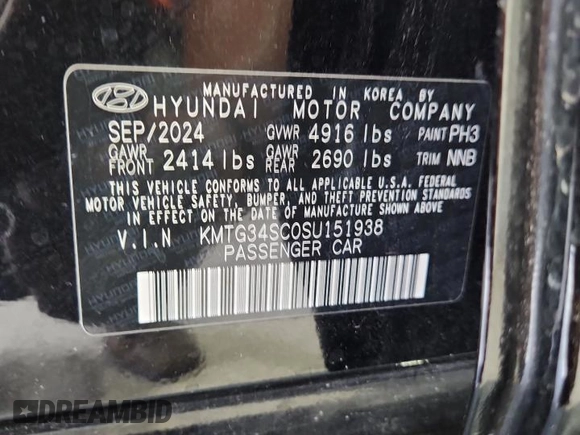 MANUFACTURED IN KOREA BY
HYUNDAI MOTOR COMPANY
SEP/2024 GVWR 4916 lbs PAINT PH3
GAWR FRONT 2414 lbs GAWR REAR 2690 lbs TRIM NNB
THIS VEHICLE CONFORMS TO ALL APPLICABLE U.S.A. FEDERAL
MOTOR VEHICLE SAFETY, BUMPER, AND THEFT PREVENTION STANDARDS
IN EFFECT ON THE DATE OF MANUFACTURE SHOWN ABOVE.
V.I.N KMTG34SC0SU151938
PASSENGER CAR
DREAMBID